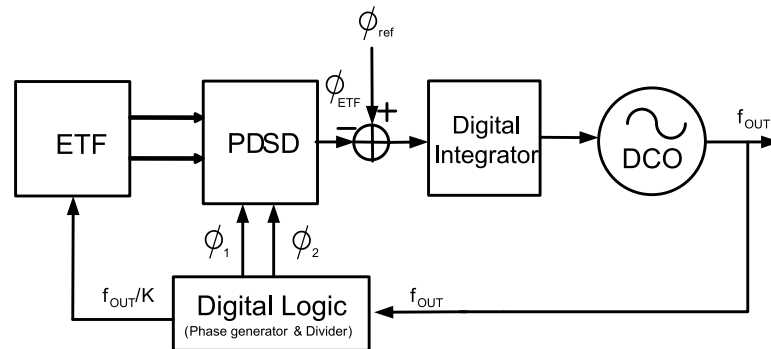 ϕref
ϕETF
+
ETF
PDSD
−
Digital
Integrator
DCO
fOUT
ϕ1
ϕ2
fOUT/K
Digital Logic
(Phase generator & Divider)
fOUT